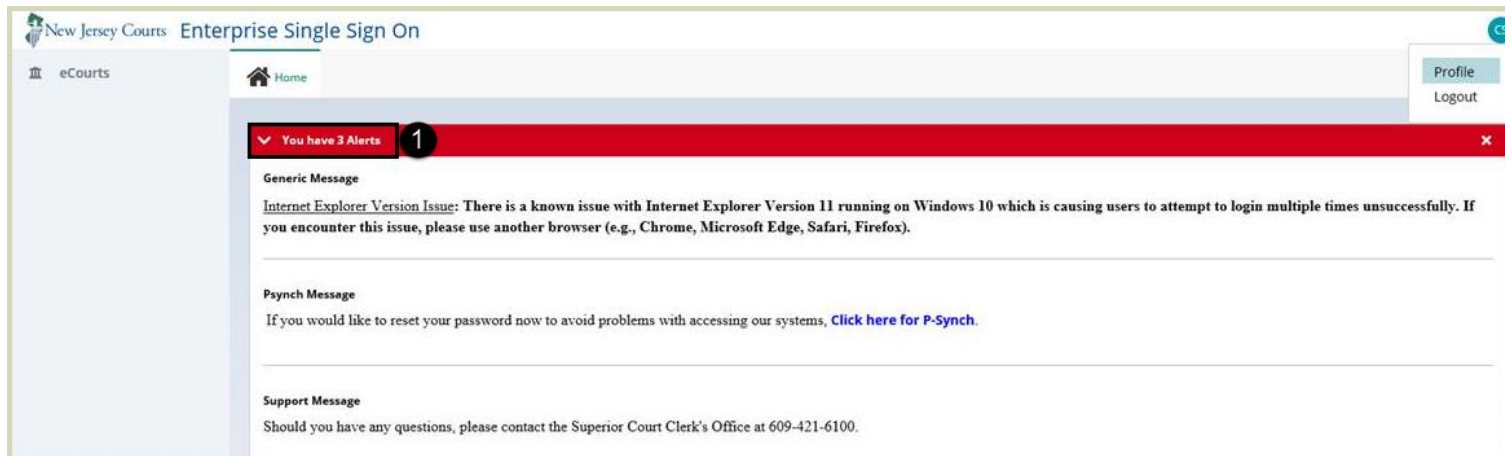 New Jersey Courts Enterprise Single Sign On
CS
eCourts
Home
Profile
Logout
You have 3 Alerts
1
Generic Message
Internet Explorer Version Issue: There is a known issue with Internet Explorer Version 11 running on Windows 10 which is causing users to attempt to login multiple times unsuccessfully. If
you encounter this issue, please use another browser (e.g., Chrome, Microsoft Edge, Safari, Firefox).
Psynch Message
If you would like to reset your password now to avoid problems with accessing our systems, Click here for P-Synch.
Support Message
Should you have any questions, please contact the Superior Court Clerk's Office at 609-421-6100.